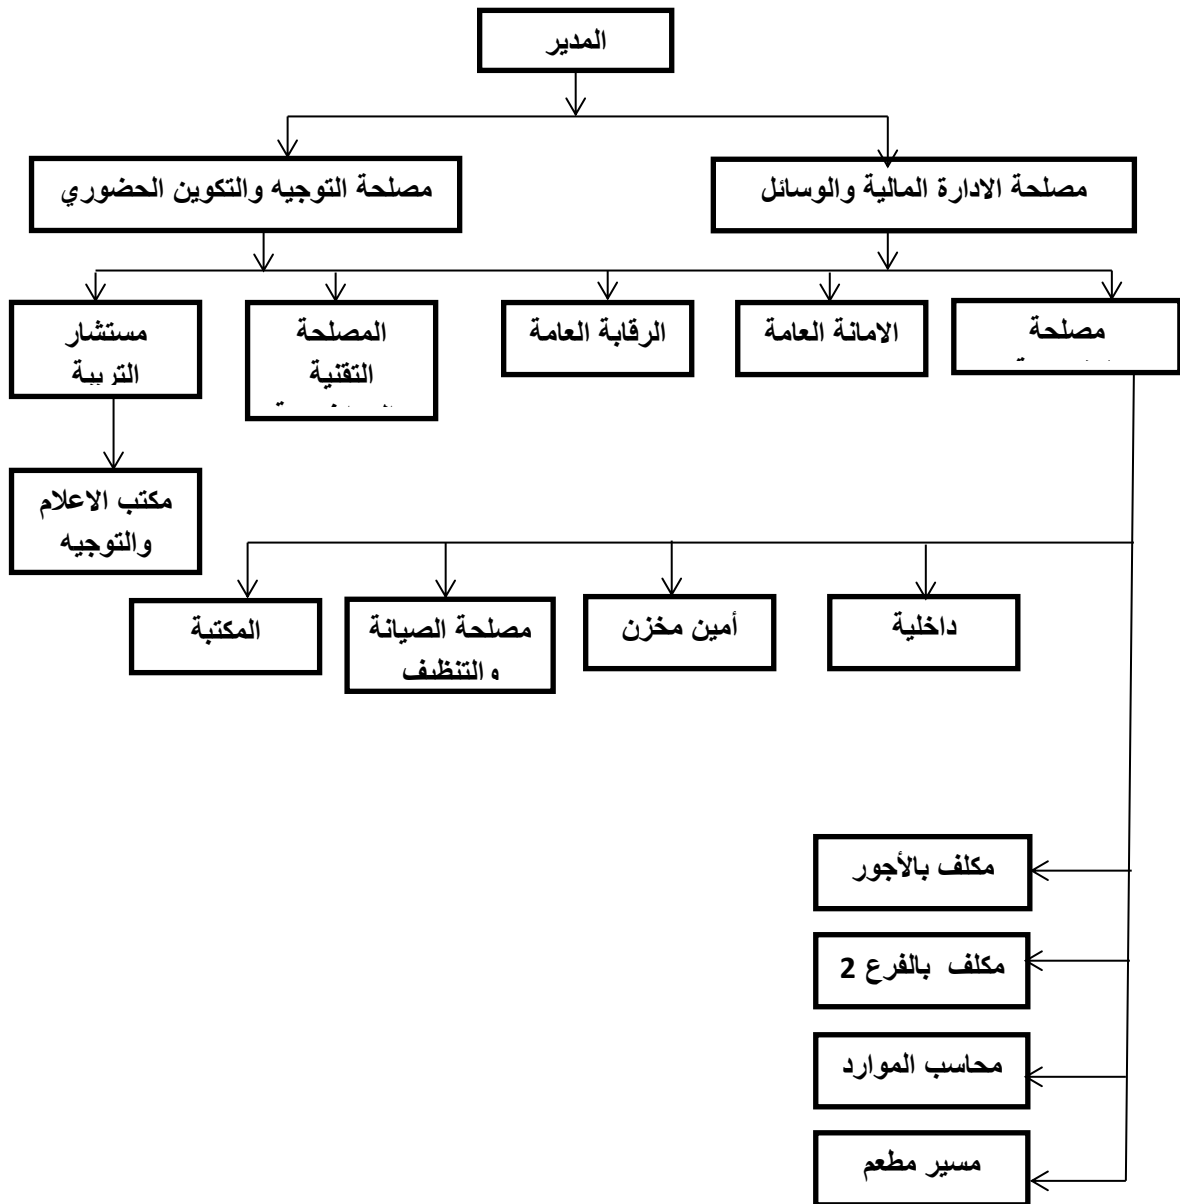 المدير
مصلحة الادارة المالية والوسائل
مصلحة التوجيه والتكوين الحضوري
مصلحة
الامانة العامة
الرقابة العامة
المصلحة
التقنية
مستشار
التربية
مكتب الاعلام
والتوجيه
داخلية
أمين مخزن
مصلحة الصيانة
والتنظيف
المكتبة
مكلف بالأجور
مكلف بالفرع 2
محاسب الموارد
مسير مطعم